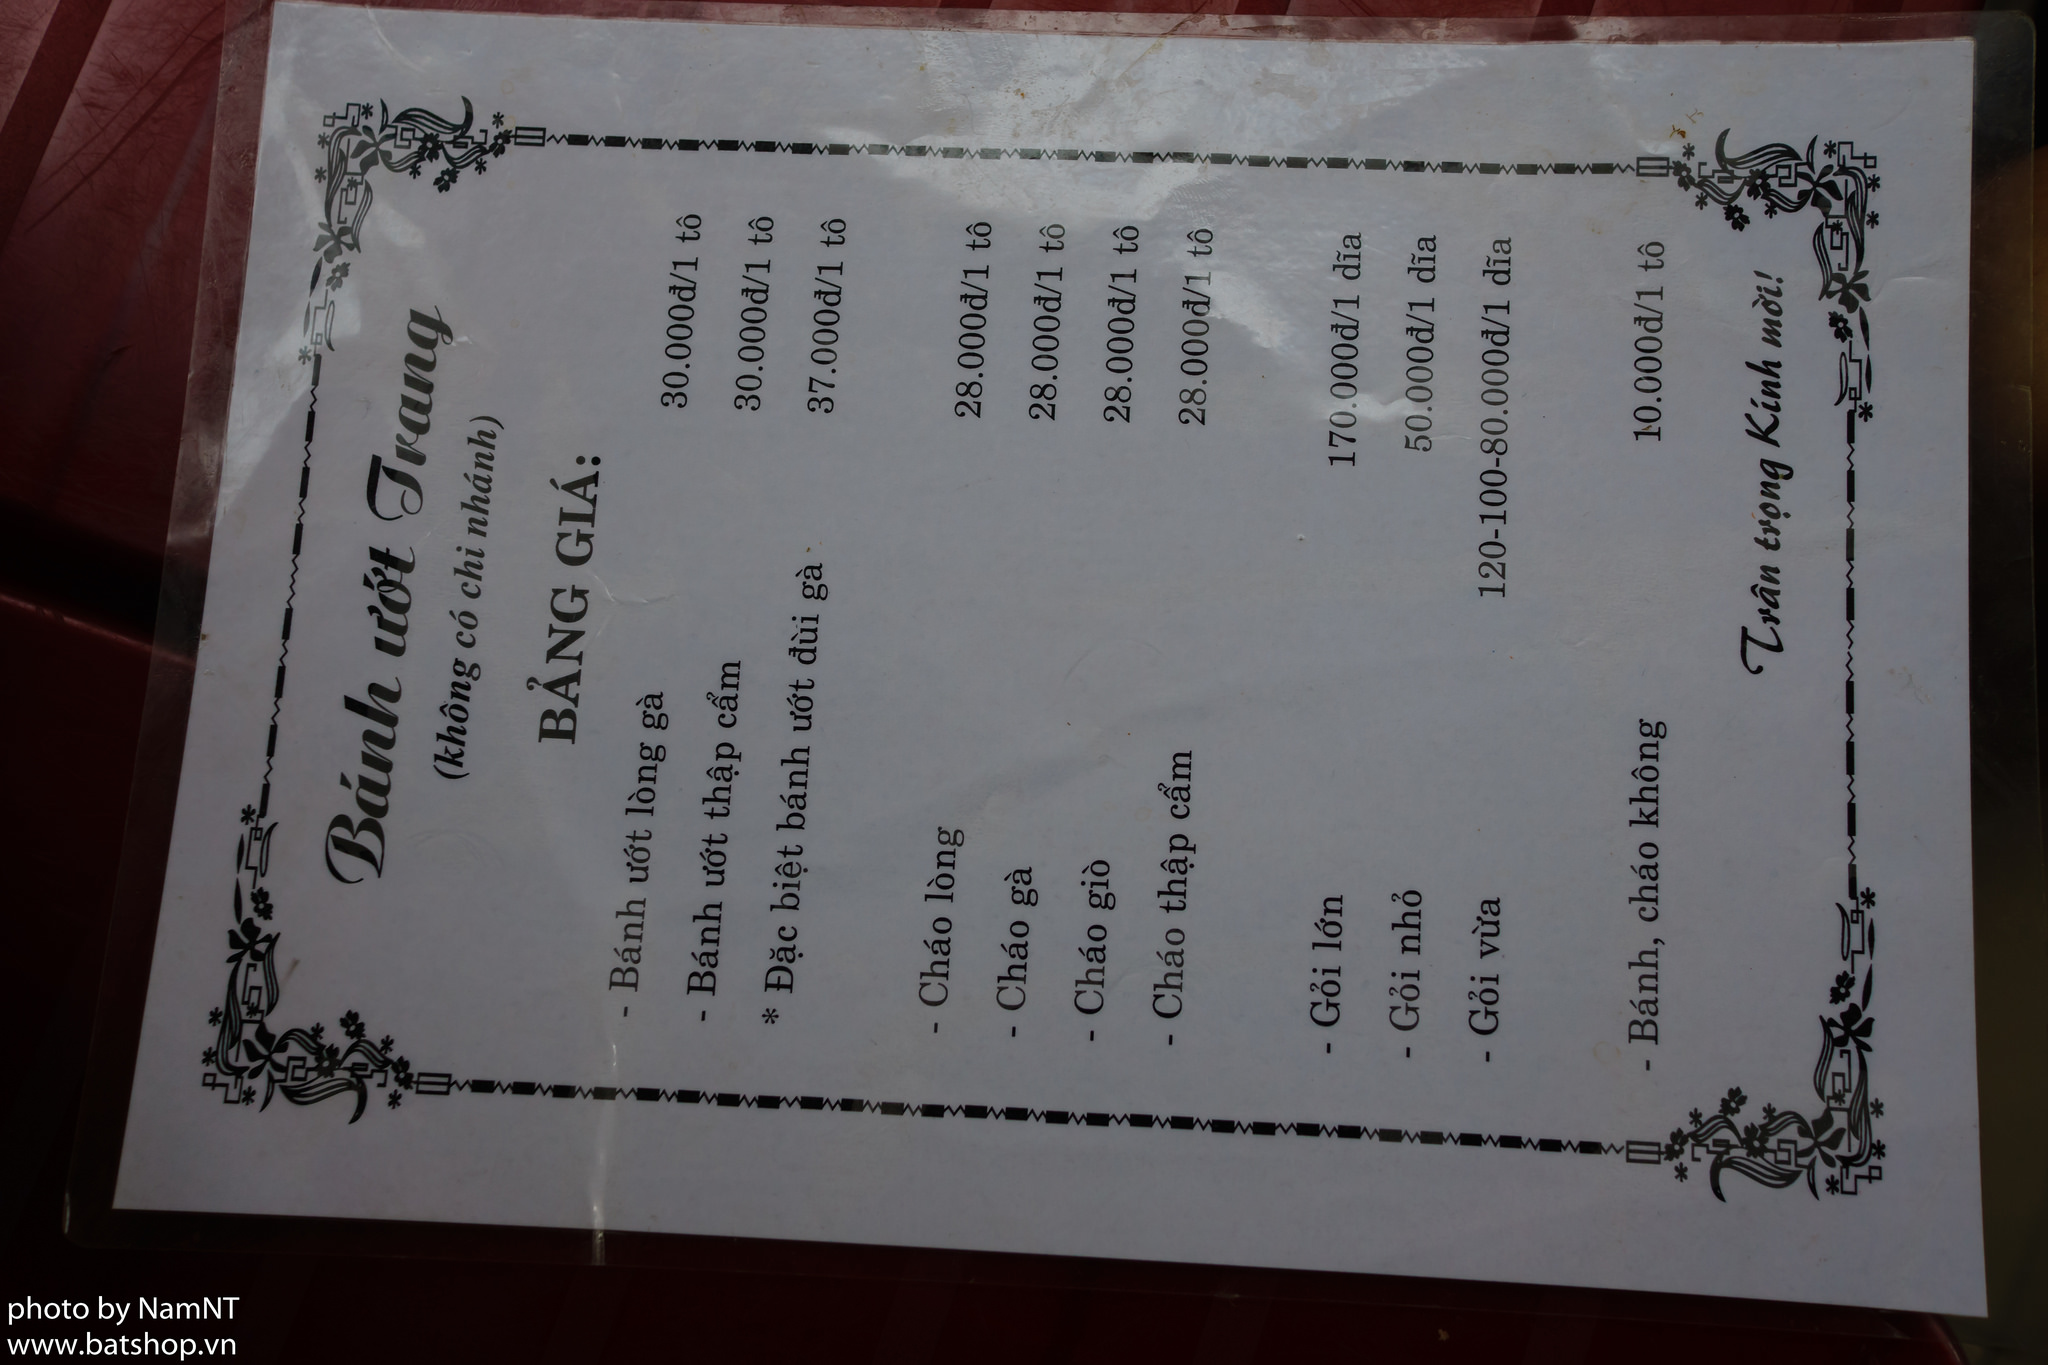 Bánh ướt Trang
(không có chi nhánh)
BẢNG GIÁ:
- Bánh ướt lòng gà 30.000đ/1 tô
- Bánh ướt thập cẩm 30.000đ/1 tô
* Đặc biệt bánh ướt đùi gà 37.000đ/1 tô
- Cháo lòng 28.000đ/1 tô
- Cháo gà 28.000đ/1 tô
- Cháo giò 28.000đ/1 tô
- Cháo thập cẩm 28.000đ/1 tô
- Gỏi lớn 170.000đ/1 dĩa
- Gỏi nhỏ 50.000đ/1 dĩa
- Gỏi vừa 120-100-80.000đ/1 dĩa
- Bánh, cháo không 10.000đ/1 tô
Trân trọng Kính mời!
photo by NamNT
www.batshop.vn